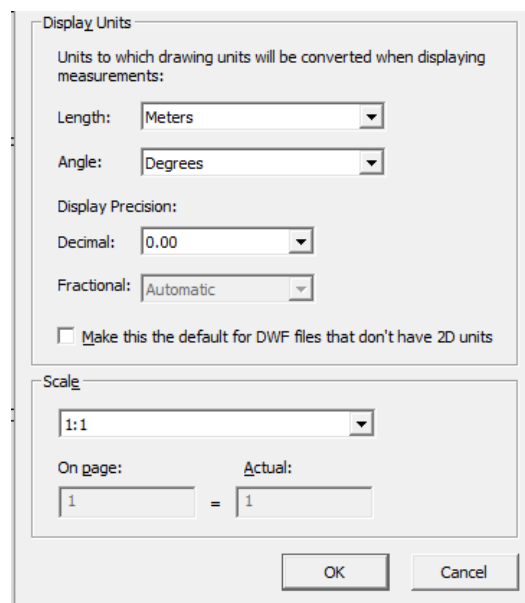 Display Units
Units to which drawing units will be converted when displaying
measurements:
Length: Meters
Angle: Degrees
Display Precision:
Decimal: 0.00
Fractional: Automatic
Make this the default for DWF files that don't have 2D units
Scale
1:1
On page: Actual:
1 = 1
OK Cancel